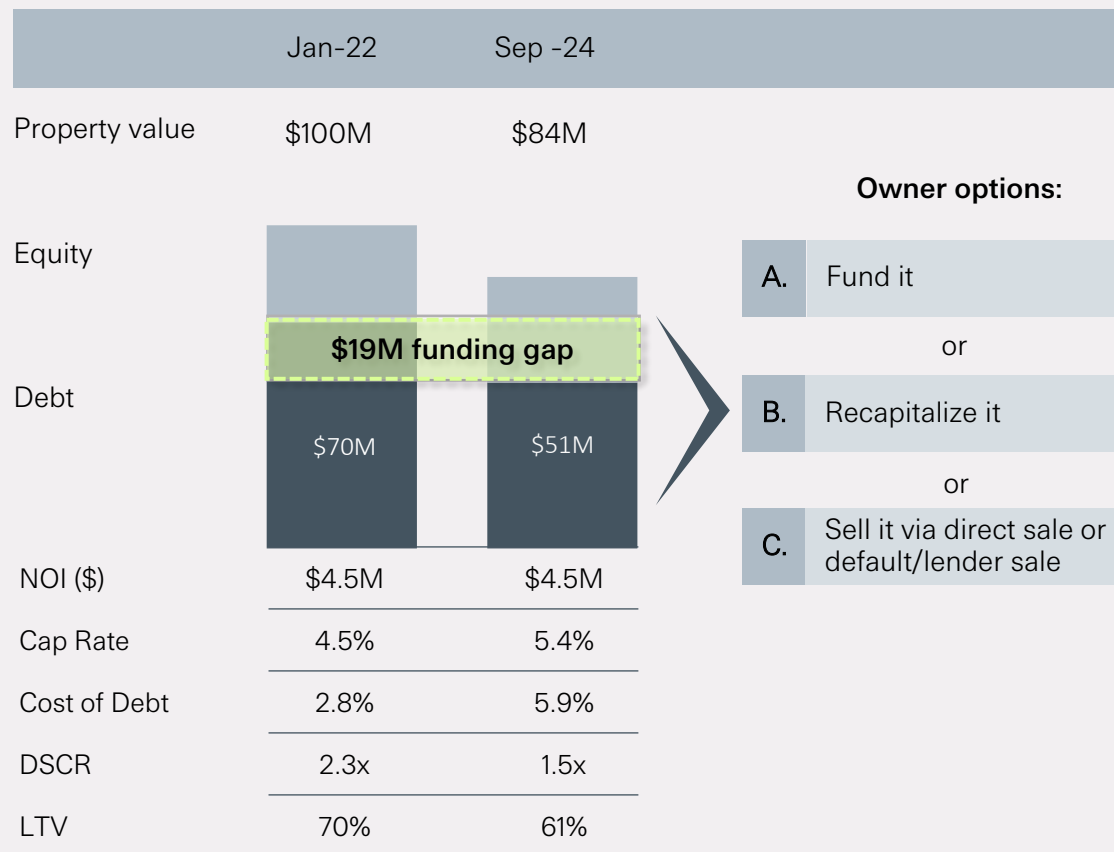 Jan-22 Sep -24
Property value $100M $84M
Owner options:
Equity
A. Fund it
or
$19M funding gap
Debt
B. Recapitalize it
$70M $51M
or
C. Sell it via direct sale or
default/lender sale
NOI ($) $4.5M $4.5M
Cap Rate 4.5% 5.4%
Cost of Debt 2.8% 5.9%
DSCR 2.3x 1.5x
LTV 70% 61%